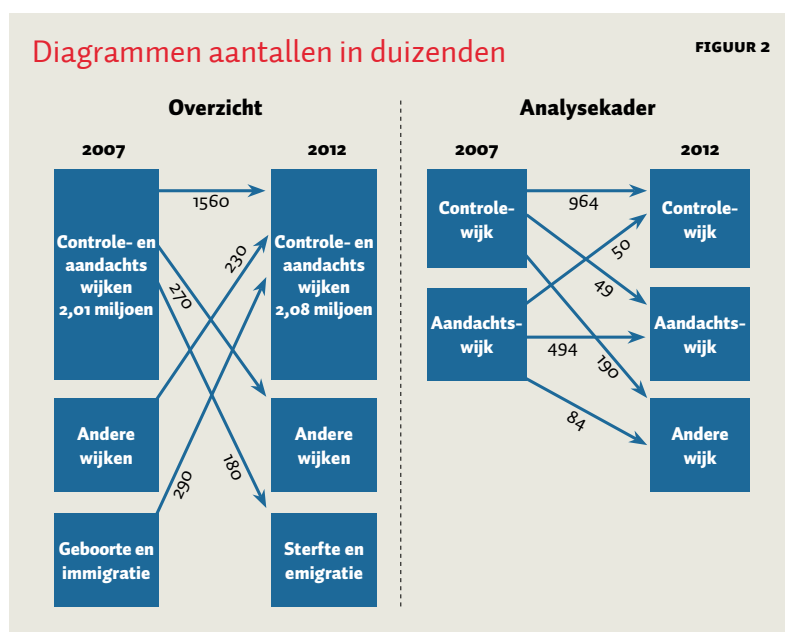 Diagrammen aantallen in duizenden
FIGUUR 2
Overzicht
2007
2012
Controle- en
aandachts
wijken
2,01 miljoen
Andere
wijken
Geboorte en
immigratie
1560
230
270
290
180
Controle- en
aandachts
wijken
2,08 miljoen
Andere
wijken
Sterfte en
emigratie
Analysekader
2007
2012
Controle-
wijk
Aandachts-
wijk
964
50
49
494
190
84
Controle-
wijk
Aandachts-
wijk
Andere
wijk